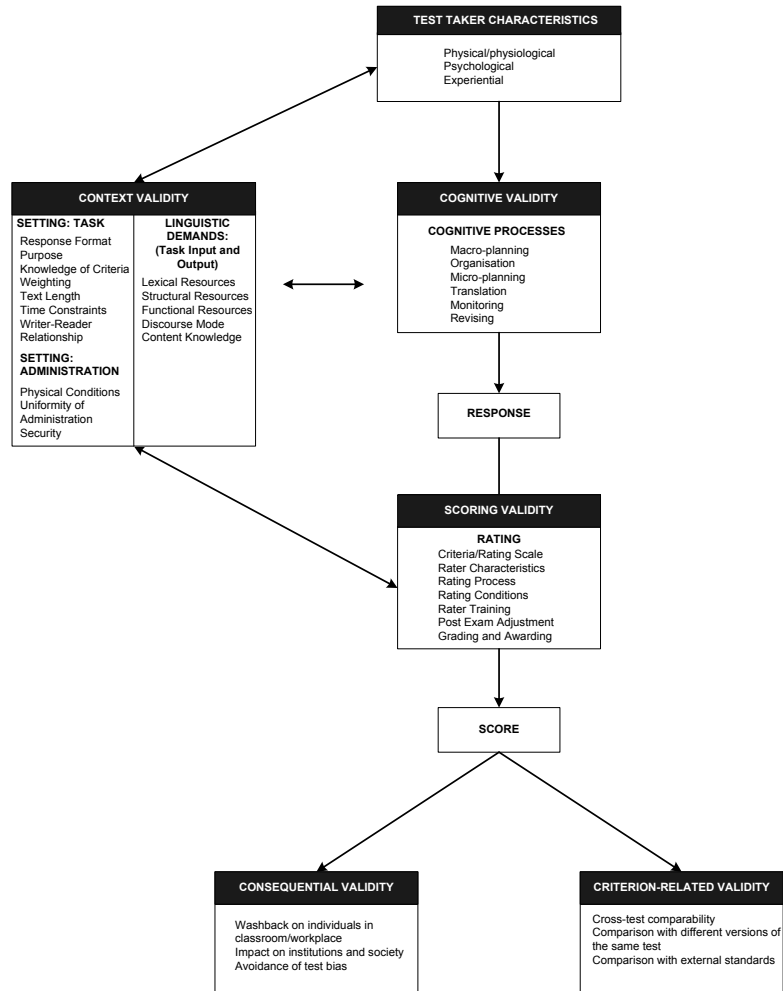 TEST TAKER CHARACTERISTICS
Physical/physiological
Psychological
Experiential
CONTEXT VALIDITY
SETTING: TASK
Response Format
Purpose
Knowledge of Criteria
Weighting
Text Length
Time Constraints
Writer-Reader
Relationship
SETTING:
ADMINISTRATION
Physical Conditions
Uniformity of
Administration
Security
LINGUISTIC
DEMANDS:
(Task Input and
Output)
Lexical Resources
Structural Resources
Functional Resources
Discourse Mode
Content Knowledge
COGNITIVE VALIDITY
COGNITIVE PROCESSES
Macro-planning
Organisation
Micro-planning
Translation
Monitoring
Revising
RESPONSE
SCORING VALIDITY
RATING
Criteria/Rating Scale
Rater Characteristics
Rating Process
Rating Conditions
Rater Training
Post Exam Adjustment
Grading and Awarding
SCORE
CONSEQUENTIAL VALIDITY
Washback on individuals in
classroom/workplace
Impact on institutions and society
Avoidance of test bias
CRITERION-RELATED VALIDITY
Cross-test comparability
Comparison with different versions of
the same test
Comparison with external standards